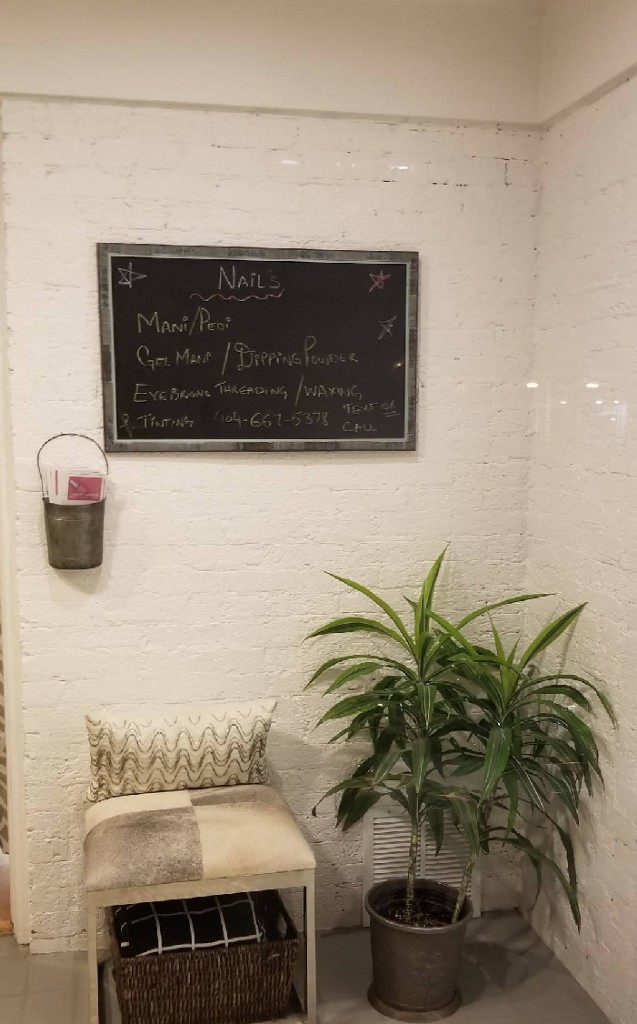 NAILS
MANI/PEDI
GEL MANI / DIPPING POWDER
EYEBROWS THREADING / WAXING
& TINTING 404-667-5378 TEXT OR
CALL